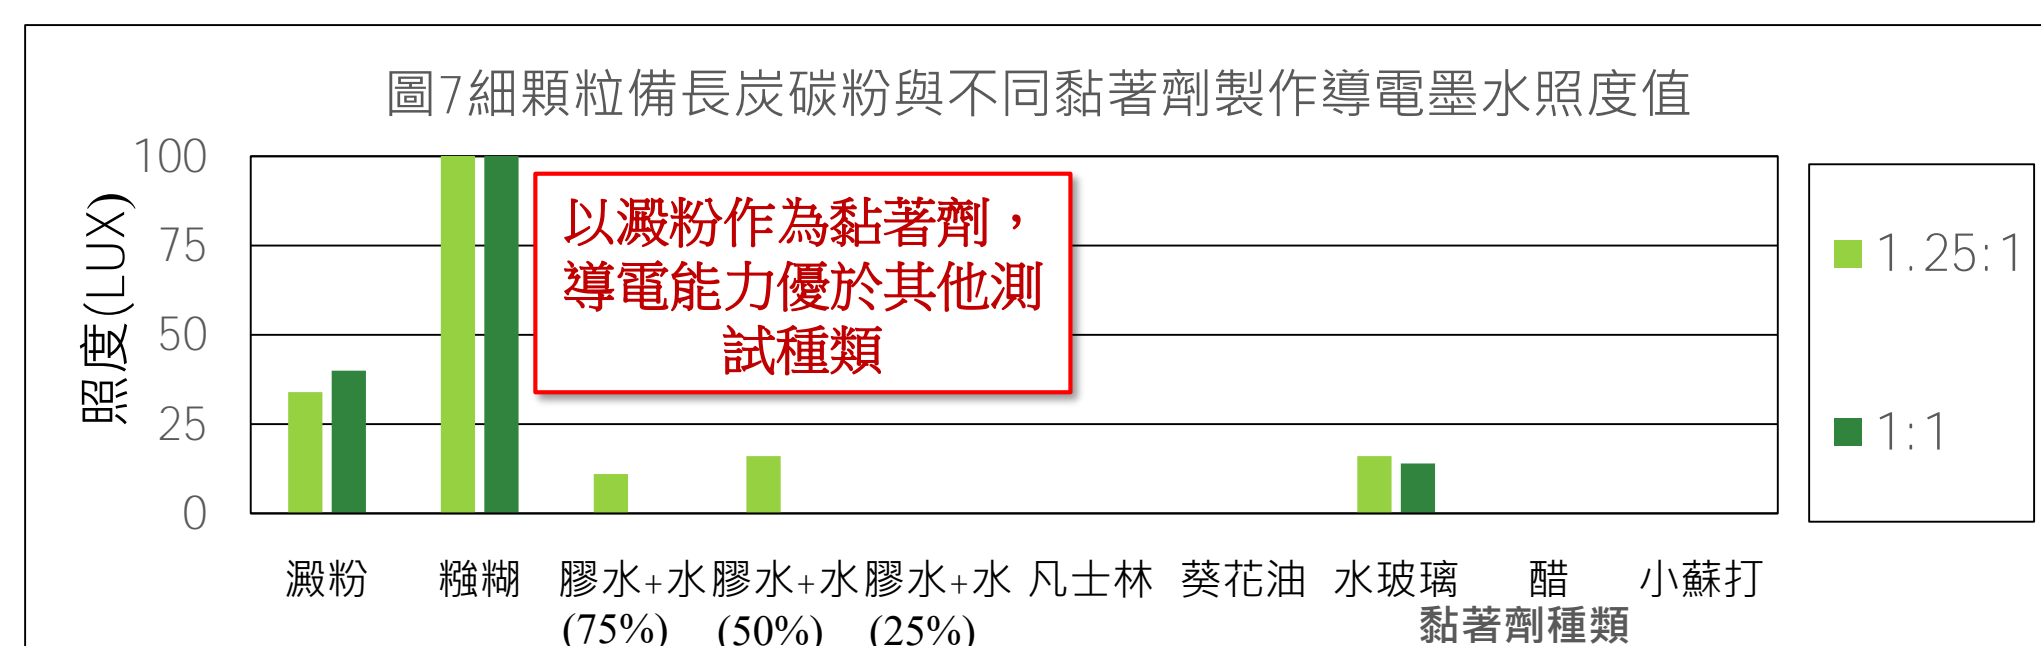 圖7細顆粒備長炭碳粉與不同黏著劑製作導電墨水照度值
照度(LUX)
100
75
50
25
0
以澱粉作為黏著劑，
導電能力優於其他測
試種類
1.25:1
1:1
澱粉 糨糊 膠水+水 膠水+水 膠水+水 凡士林 葵花油 水玻璃 醋 小蘇打
(75%) (50%) (25%)
黏著劑種類